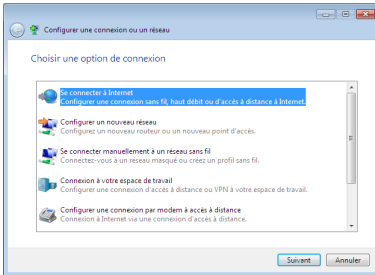 Configurer une connexion ou un réseau
Choisir une option de connexion
Se connecter à Internet
Configurer une connexion sans fil, haut débit ou d'accès à distance à Internet.
Configurer un nouveau réseau
Configurez un nouveau routeur ou un nouveau point d'accès.
Se connecter manuellement à un réseau sans fil
Connectez-vous à un réseau masqué ou créez un profil sans fil.
Connexion à votre espace de travail
Configurer une connexion d'accès à distance ou VPN à votre espace de travail.
Configurer une connexion par modem à accès à distance
Connexion à Internet via une connexion d'accès à distance.
Suivant
Annuler